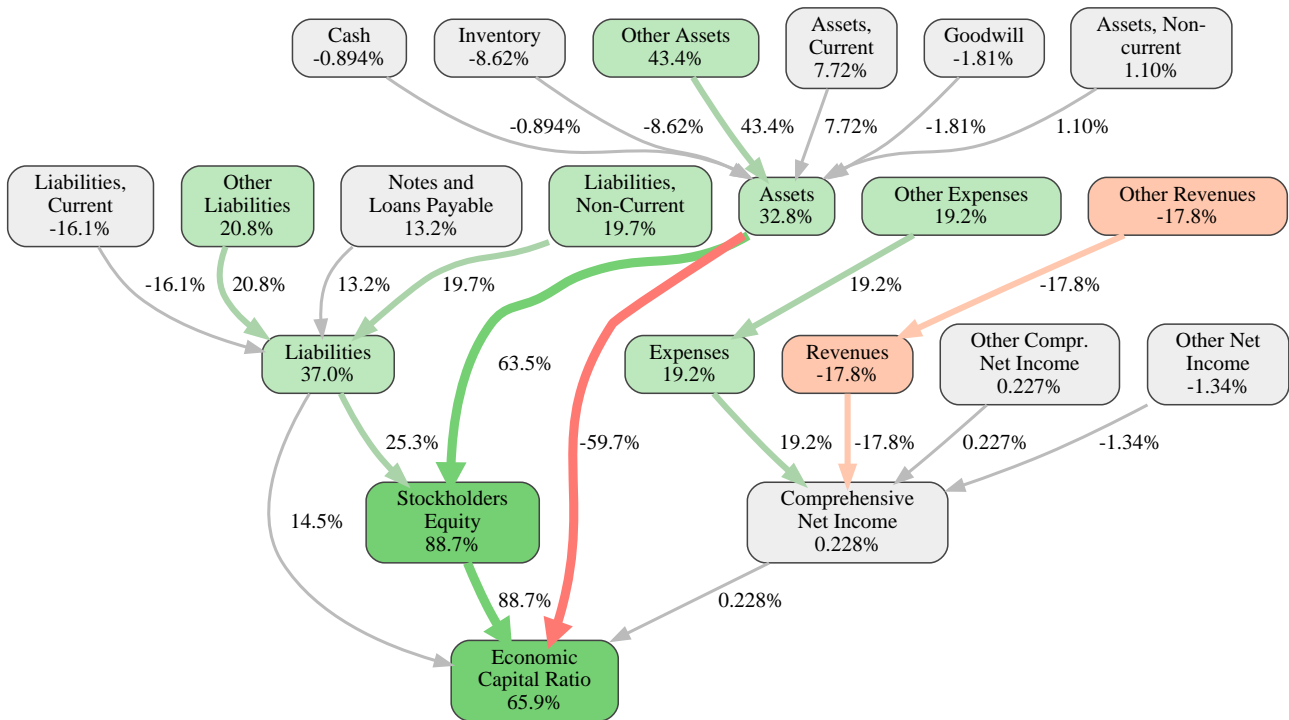 Cash
-0.894%
Inventory
-8.62%
Other Assets
43.4%
Assets,
Current
7.72%
Goodwill
-1.81%
Assets, Non-
current
1.10%
-0.894%
-8.62%
43.4%
7.72%
-1.81%
1.10%
Liabilities,
Current
-16.1%
Other
Liabilities
20.8%
Notes and
Loans Payable
13.2%
Liabilities,
Non-Current
19.7%
Assets
32.8%
Other Expenses
19.2%
Other Revenues
-17.8%
-16.1%
20.8%
13.2%
19.7%
19.2%
-17.8%
Liabilities
37.0%
63.5%
Expenses
19.2%
Revenues
-17.8%
Other Compr.
Net Income
0.227%
Other Net
Income
-1.34%
25.3%
-59.7%
19.2%
-17.8%
0.227%
-1.34%
14.5%
Stockholders
Equity
88.7%
Comprehensive
Net Income
0.228%
88.7%
0.228%
Economic
Capital Ratio
65.9%